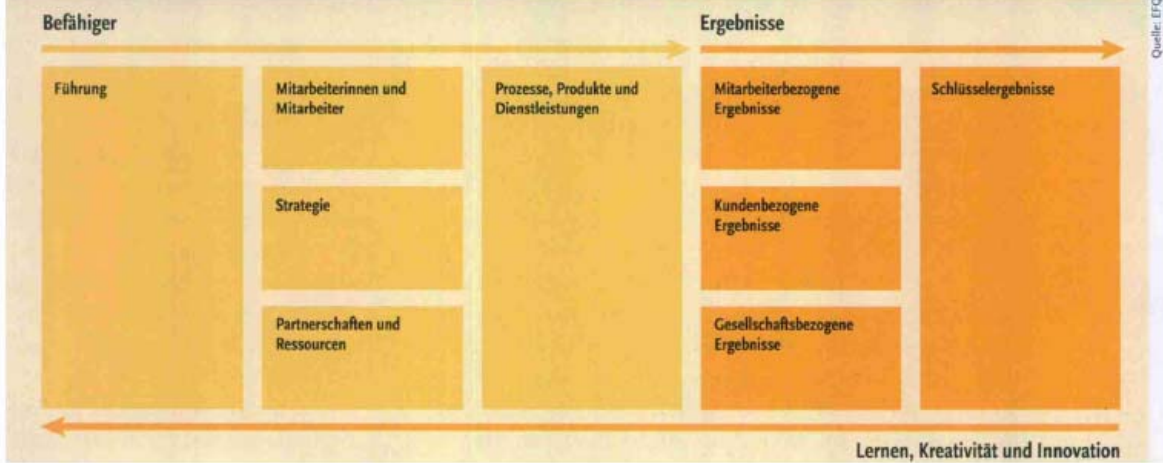 Befähiger
Ergebnisse
Führung
Mitarbeiterinnen und
Mitarbeiter
Prozesse, Produkte und
Dienstleistungen
Mitarbeiterbezogene
Ergebnisse
Schlüsselergebnisse
Strategie
Kundenbezogene
Ergebnisse
Partnerschaften und
Ressourcen
Gesellschaftsbezogene
Ergebnisse
Lernen, Kreativität und Innovation
Quelle: